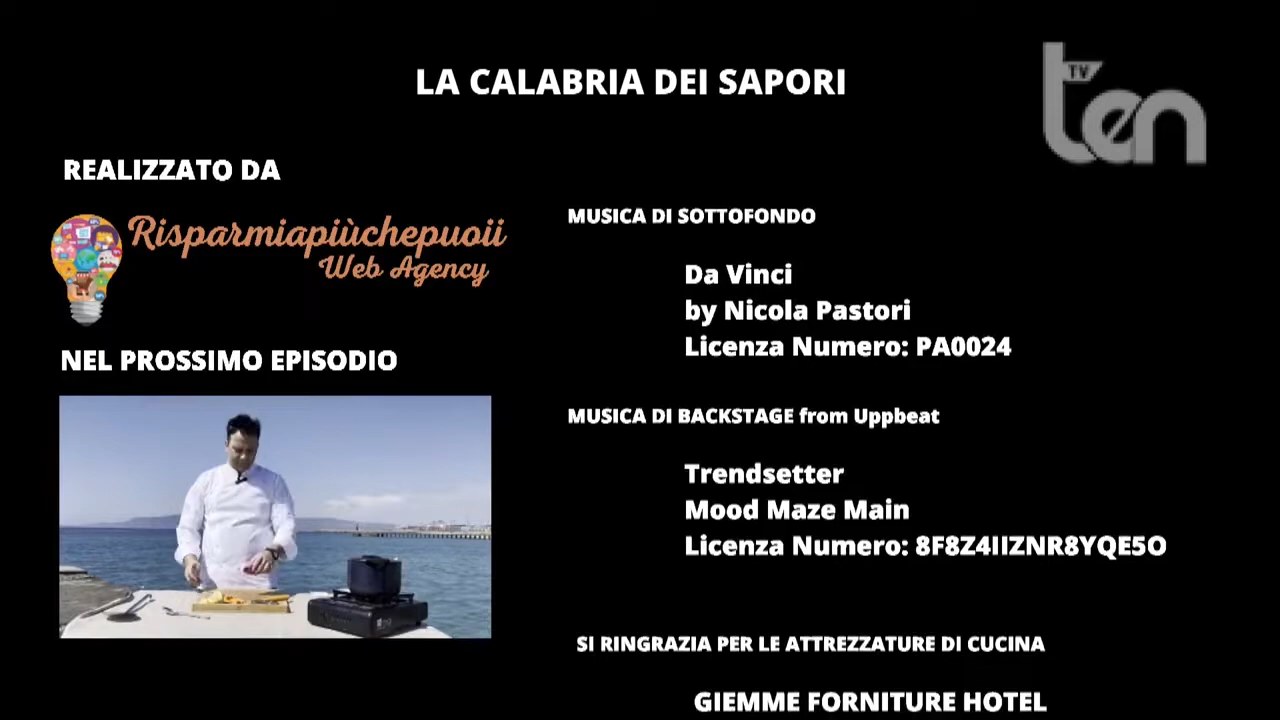 LA CALABRIA DEI SAPORI
TV
ten
REALIZZATO DA
Risparmiapiùchepuoii
Web Agency
NEL PROSSIMO EPISODIO
MUSICA DI SOTTOFONDO
Da Vinci
by Nicola Pastori
Licenza Numero: PA0024
MUSICA DI BACKSTAGE from Uppbeat
Trendsetter
Mood Maze Main
Licenza Numero: 8F8Z4IIZNR8YQE5O
SI RINGRAZIA PER LE ATTREZZATURE DI CUCINA
GIEMME FORNITURE HOTEL